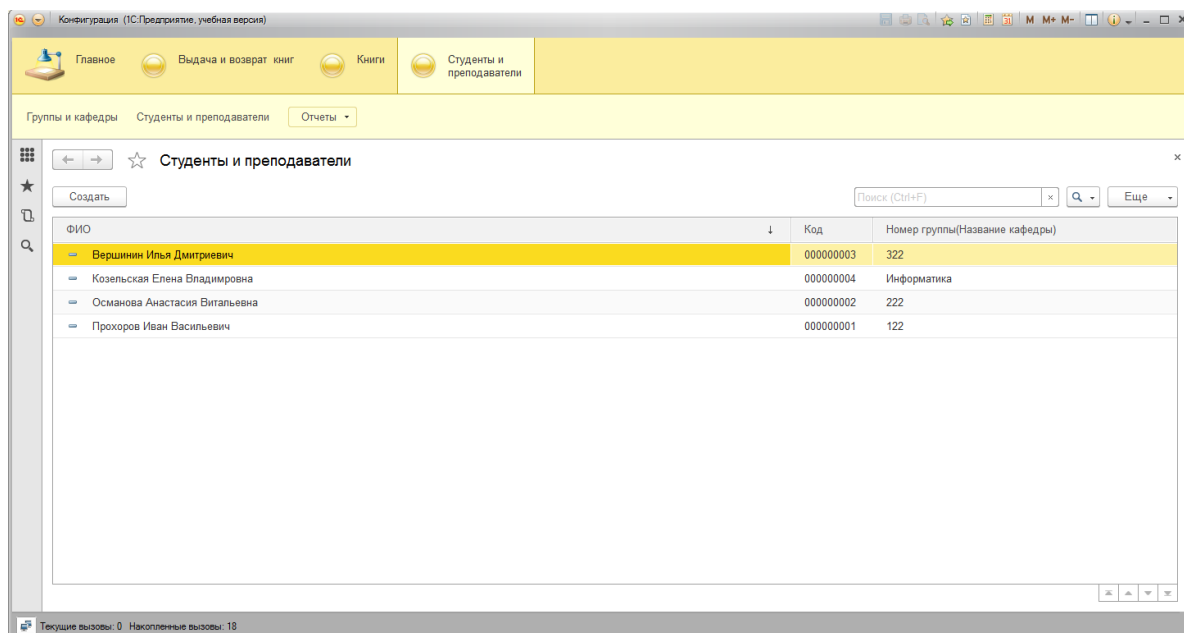 Конфигурация (1С:Предприятие, учебная версия)
M M+ M-
Главное
Выдача и возврат книг
Книги
Студенты и
преподаватели
Группы и кафедры Студенты и преподаватели Отчеты
Студенты и преподаватели
Создать Поиск (Ctrl+F) Еще
ФИО Код Номер группы(Название кафедры)
Вершинин Илья Дмитриевич 000000003 322
Козельская Елена Владимровна 000000004 Информатика
Османова Анастасия Витальевна 000000002 222
Прохоров Иван Васильевич 000000001 122
Текущие вызовы: 0 Накопленные вызовы: 18